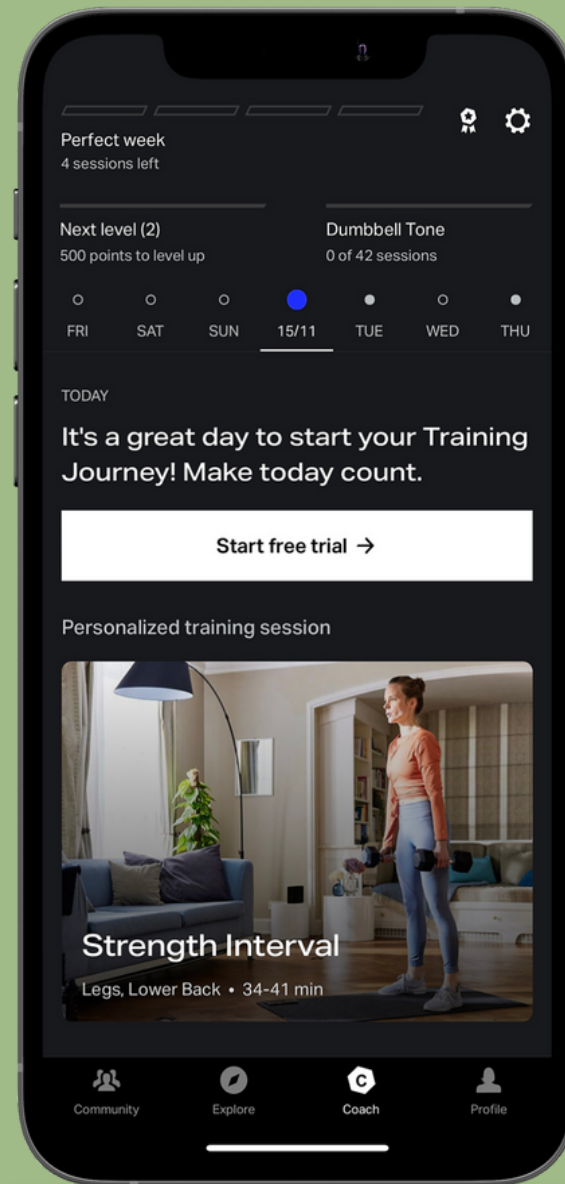 Perfect week
4 sessions left
Next level (2)
500 points to level up
Dumbbell Tone
0 of 42 sessions
FRI SAT SUN 15/11 TUE WED THU
TODAY
It's a great day to start your Training
Journey! Make today count.
Start free trial →
Personalized training session
Strength Interval
Legs, Lower Back • 34-41 min
C
Community Explore Coach Profile